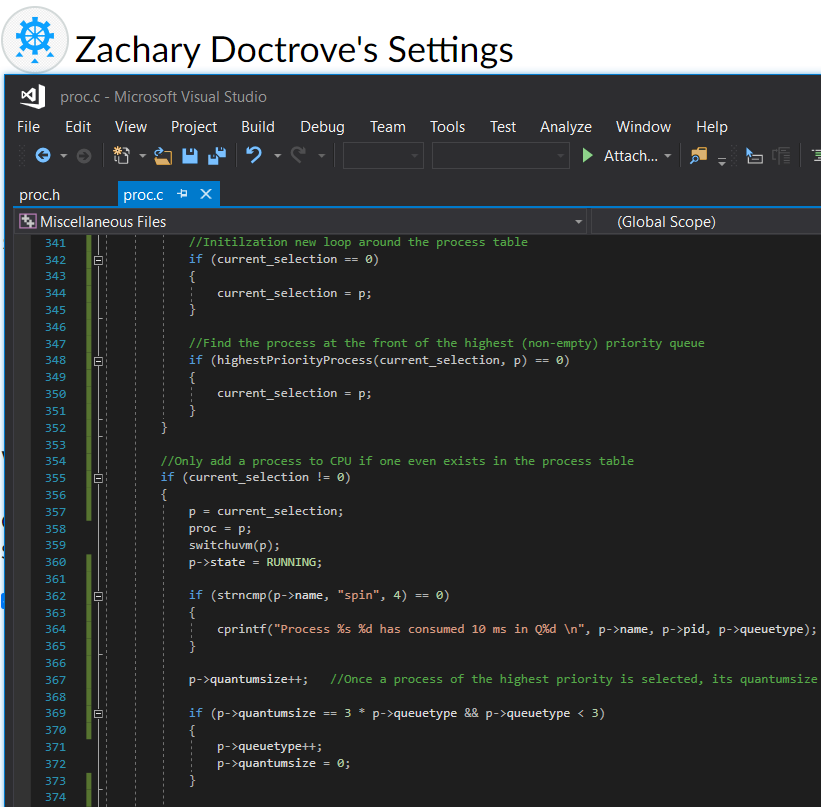 Zachary Doctrove's Settings
proc.c - Microsoft Visual Studio
File Edit View Project Build Debug Team Tools Test Analyze Window Help
Attach...
proc.h proc.c
Miscellaneous Files (Global Scope)
341 //Initilzation new loop around the process table
342 if (current_selection == 0)
343 {
344 current_selection = p;
345 }
346
347 //Find the process at the front of the highest (non-empty) priority queue
348 if (highestPriorityProcess(current_selection, p) == 0)
349 {
350 current_selection = p;
351 }
352 }
353
354 //Only add a process to CPU if one even exists in the process table
355 if (current_selection != 0)
356 {
357 p = current_selection;
358 proc = p;
359 switchuvm(p);
360 p->state = RUNNING;
361
362 if (strncmp(p->name, "spin", 4) == 0)
363 {
364 cprintf("Process %s %d has consumed 10 ms in Q%d \n", p->name, p->pid, p->queuetype);
365 }
366
367 p->quantumsize++; //Once a process of the highest priority is selected, its quantumsize
368
369 if (p->quantumsize == 3 * p->queuetype && p->queuetype < 3)
370 {
371 p->queuetype++;
372 p->quantumsize = 0;
373 }
374